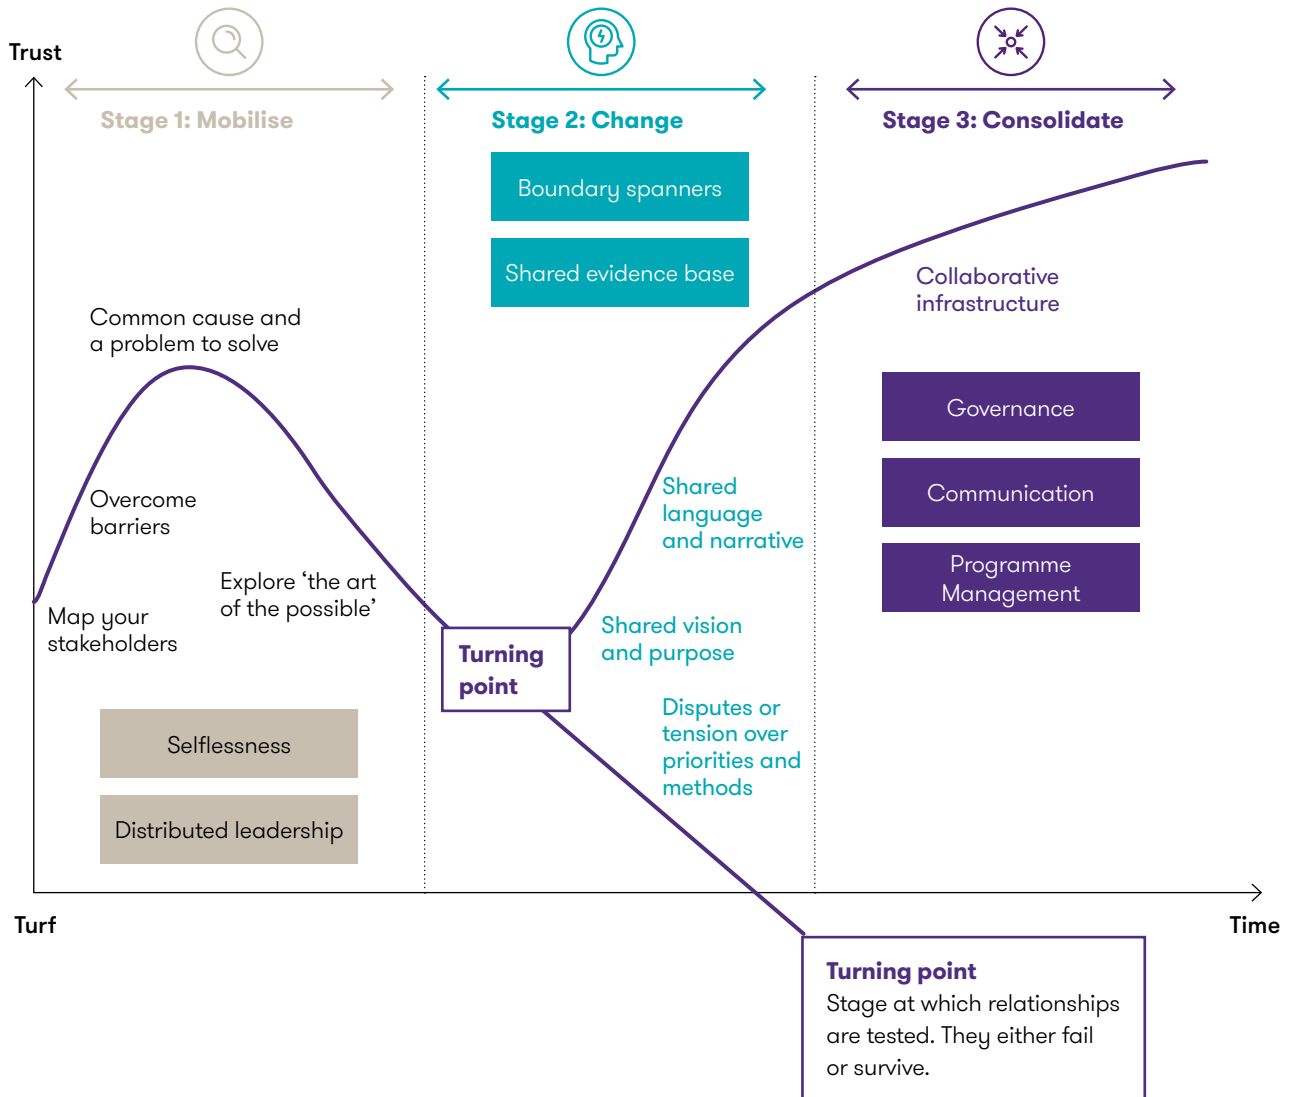 Trust
Stage 1: Mobilise
Stage 2: Change
Stage 3: Consolidate
Boundary spanners
Shared evidence base
Collaborative
infrastructure
Common cause and
a problem to solve
Governance
Overcome
barriers
Shared
language
and narrative
Communication
Explore ‘the art
of the possible’
Programme
Management
Map your
stakeholders
Turning
point
Shared vision
and purpose
Disputes or
tension over
priorities and
methods
Selflessness
Distributed leadership
Turf
Time
Turning point
Stage at which relationships
are tested. They either fail
or survive.